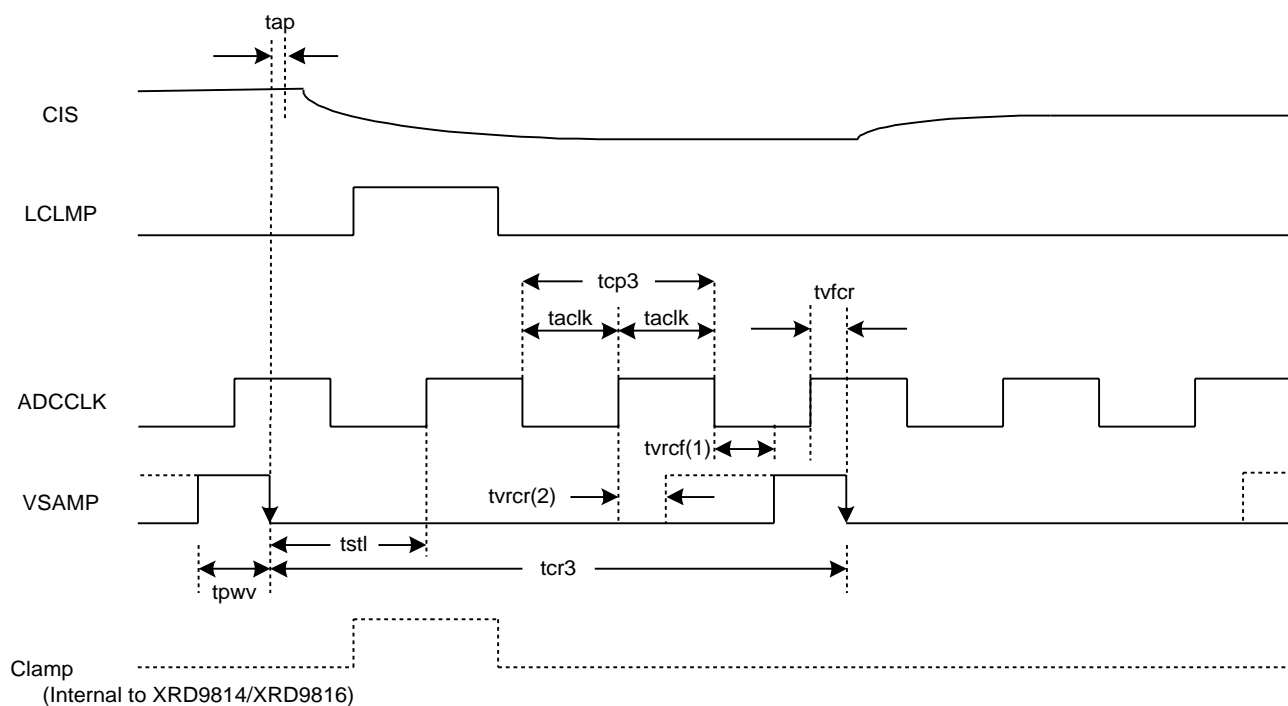 tap
CIS
LCLMP
tcp3
tvfcr
taclk
taclk
ADCCLK
tvrcf(1)
VSAMP
tvrcr(2)
tstl
tcr3
tpwv
Clamp
(Internal to XRD9814/XRD9816)